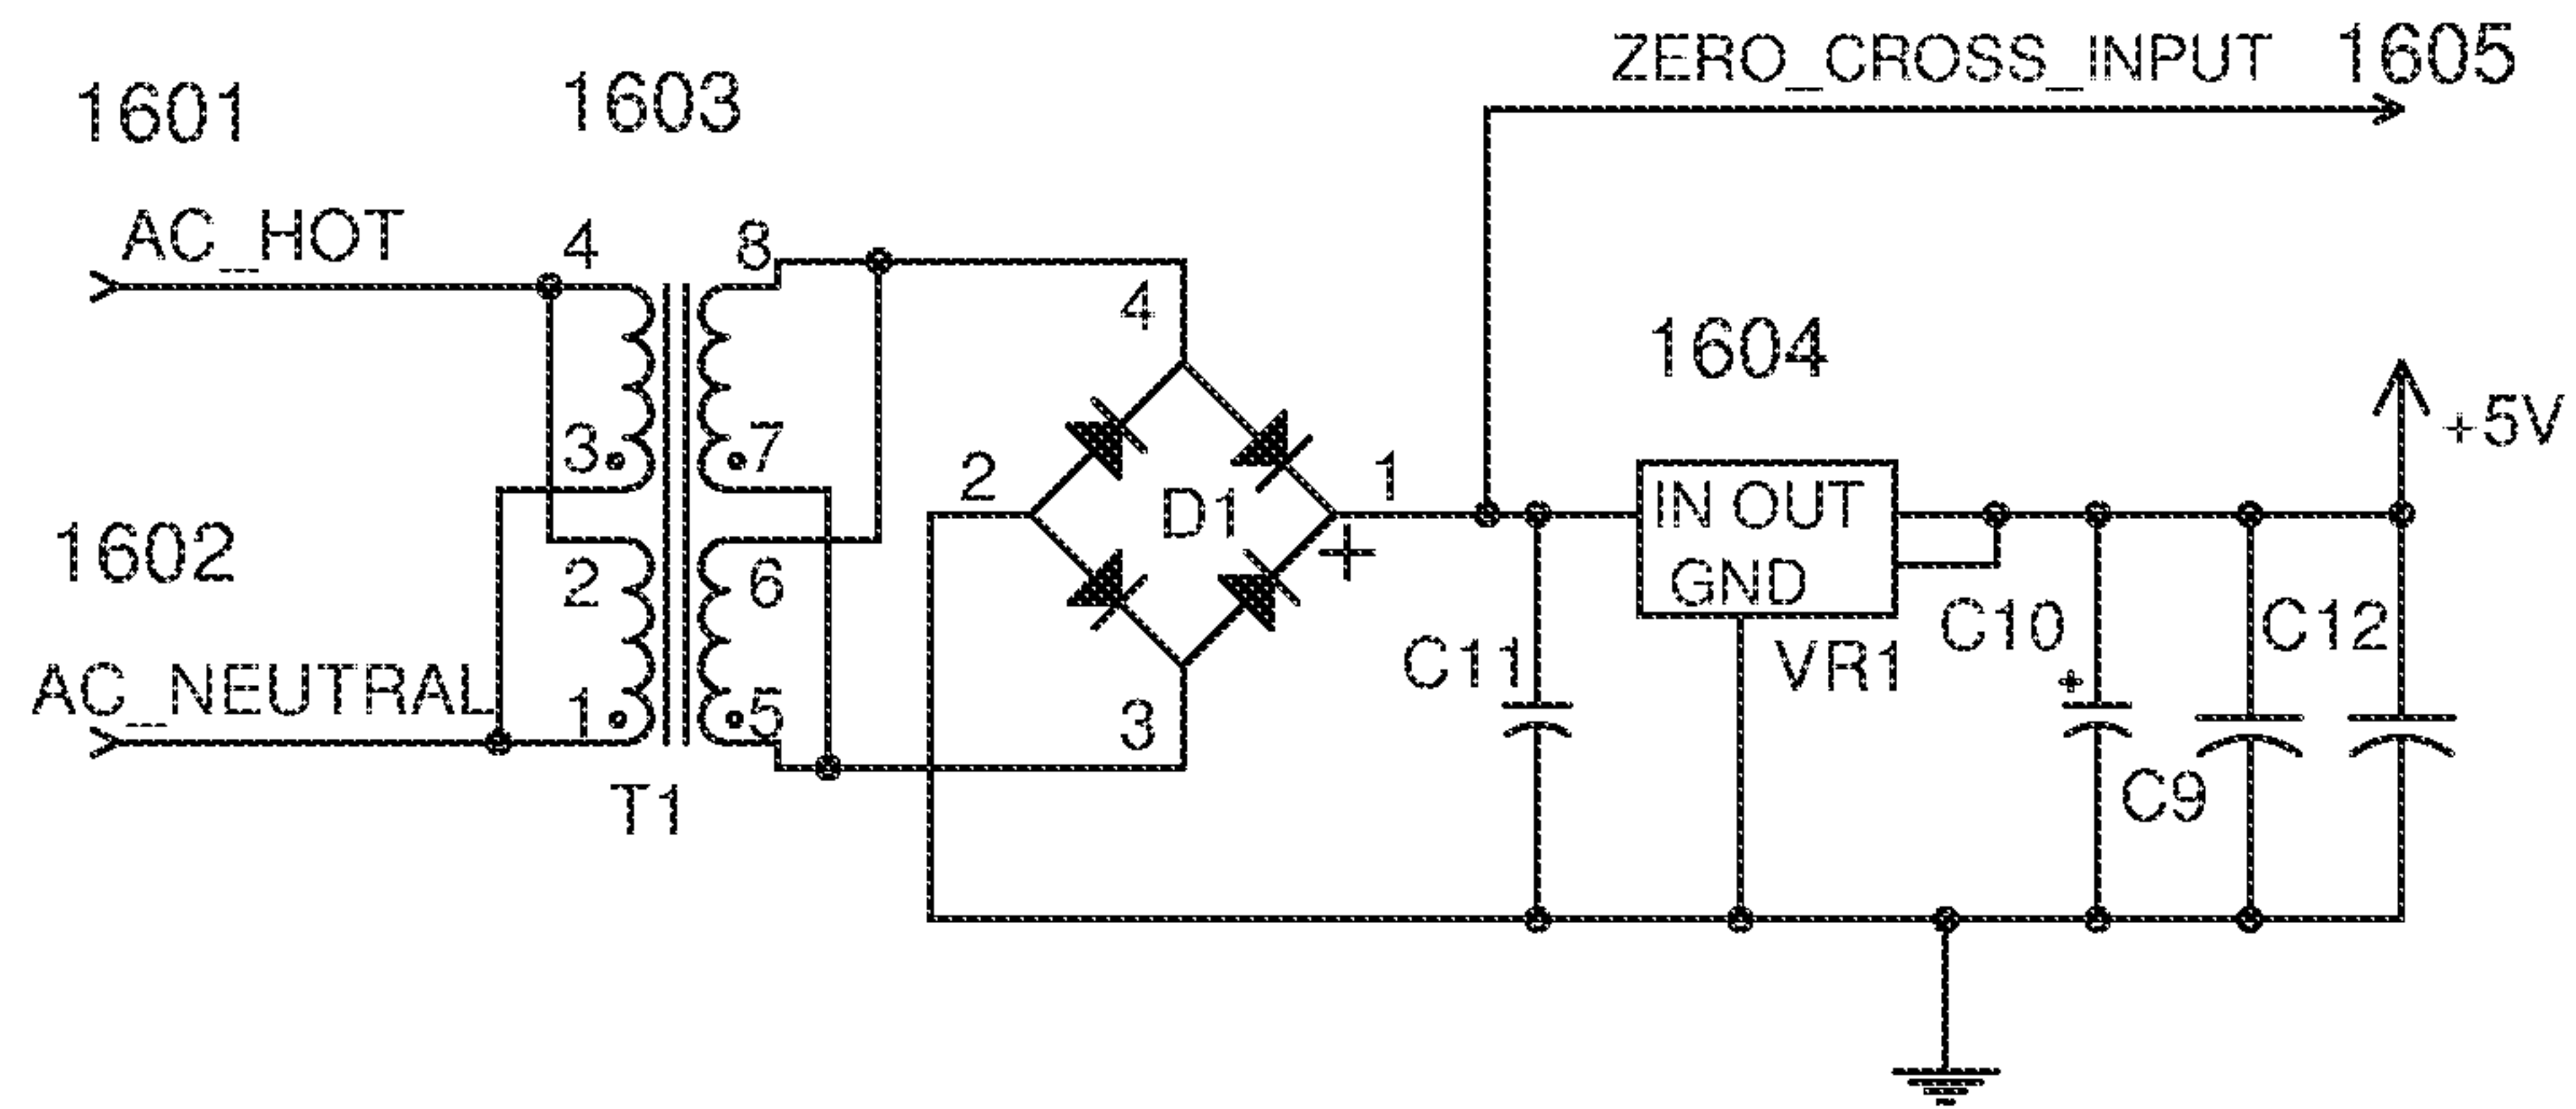 ZERO_CROSS_INPUT 1605
1601
1603
AC_HOT
4
8
4
1604
+5V
3
7
2
D1
1
+
IN OUT
GND
1602
2
6
C11
VR1
C10
+
C12
AC_NEUTRAL
1
5
3
C9
T1